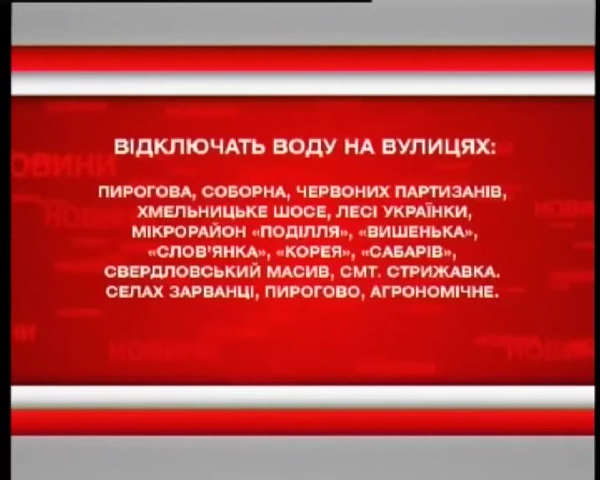 ВІДКЛЮЧАТЬ ВОДУ НА ВУЛИЦЯХ:
ПИРОГОВА, СОБОРНА, ЧЕРВОНИХ ПАРТИЗАНІВ,
ХМЕЛЬНИЦЬКЕ ШОСЕ, ЛЕСІ УКРАЇНКИ,
МІКРОРАЙОН «ПОДІЛЛЯ», «ВИШЕНЬКА»,
«СЛОВ'ЯНКА», «КОРЕЯ», «САБАРІВ»,
СВЕРДЛОВСЬКИЙ МАСИВ, СМТ. СТРИЖАВКА.
СЕЛАХ ЗАРВАНЦІ, ПИРОГОВО, АГРОНОМІЧНЕ.